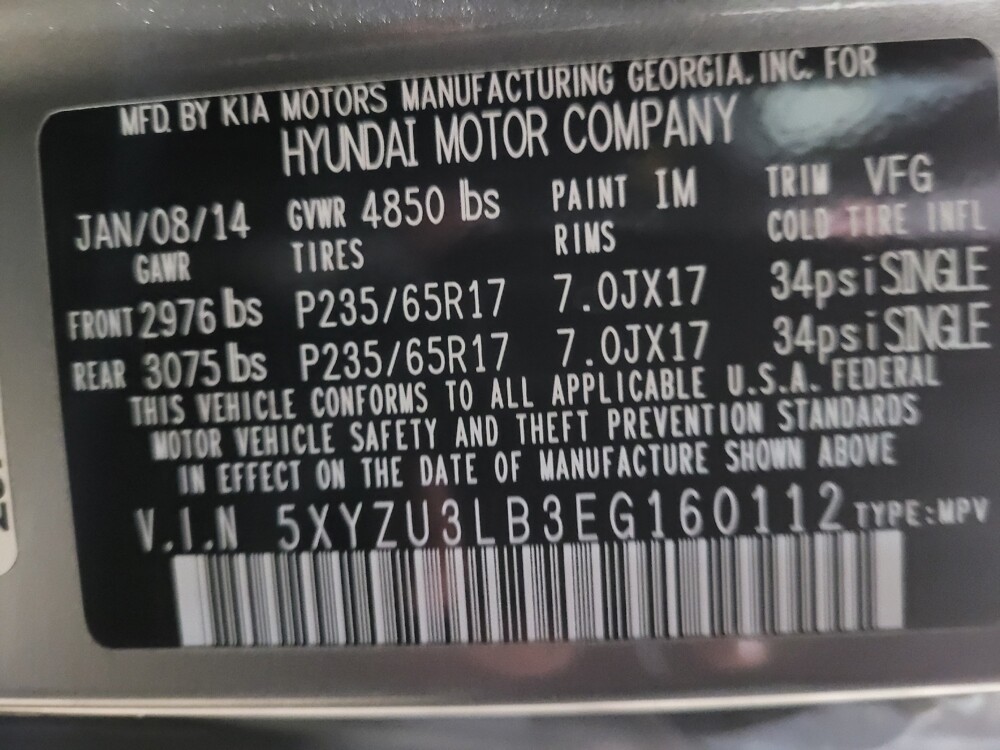 MFD. BY KIA MOTORS MANUFACTURING GEORGIA, INC. FOR
HYUNDAI MOTOR COMPANY
JAN/08/14 GVWR 4850 lbs PAINT IM TRIM VFG
GAWR TIRES RIMS COLD TIRE INFL
FRONT 2976 lbs P235/65R17 7.0JX17 34psi SINGLE
REAR 3075 lbs P235/65R17 7.0JX17 34psi SINGLE
THIS VEHICLE CONFORMS TO ALL APPLICABLE U.S.A. FEDERAL
MOTOR VEHICLE SAFETY AND THEFT PREVENTION STANDARDS
IN EFFECT ON THE DATE OF MANUFACTURE SHOWN ABOVE
V.I.N 5XYZU3LB3EG160112 TYPE:MPV